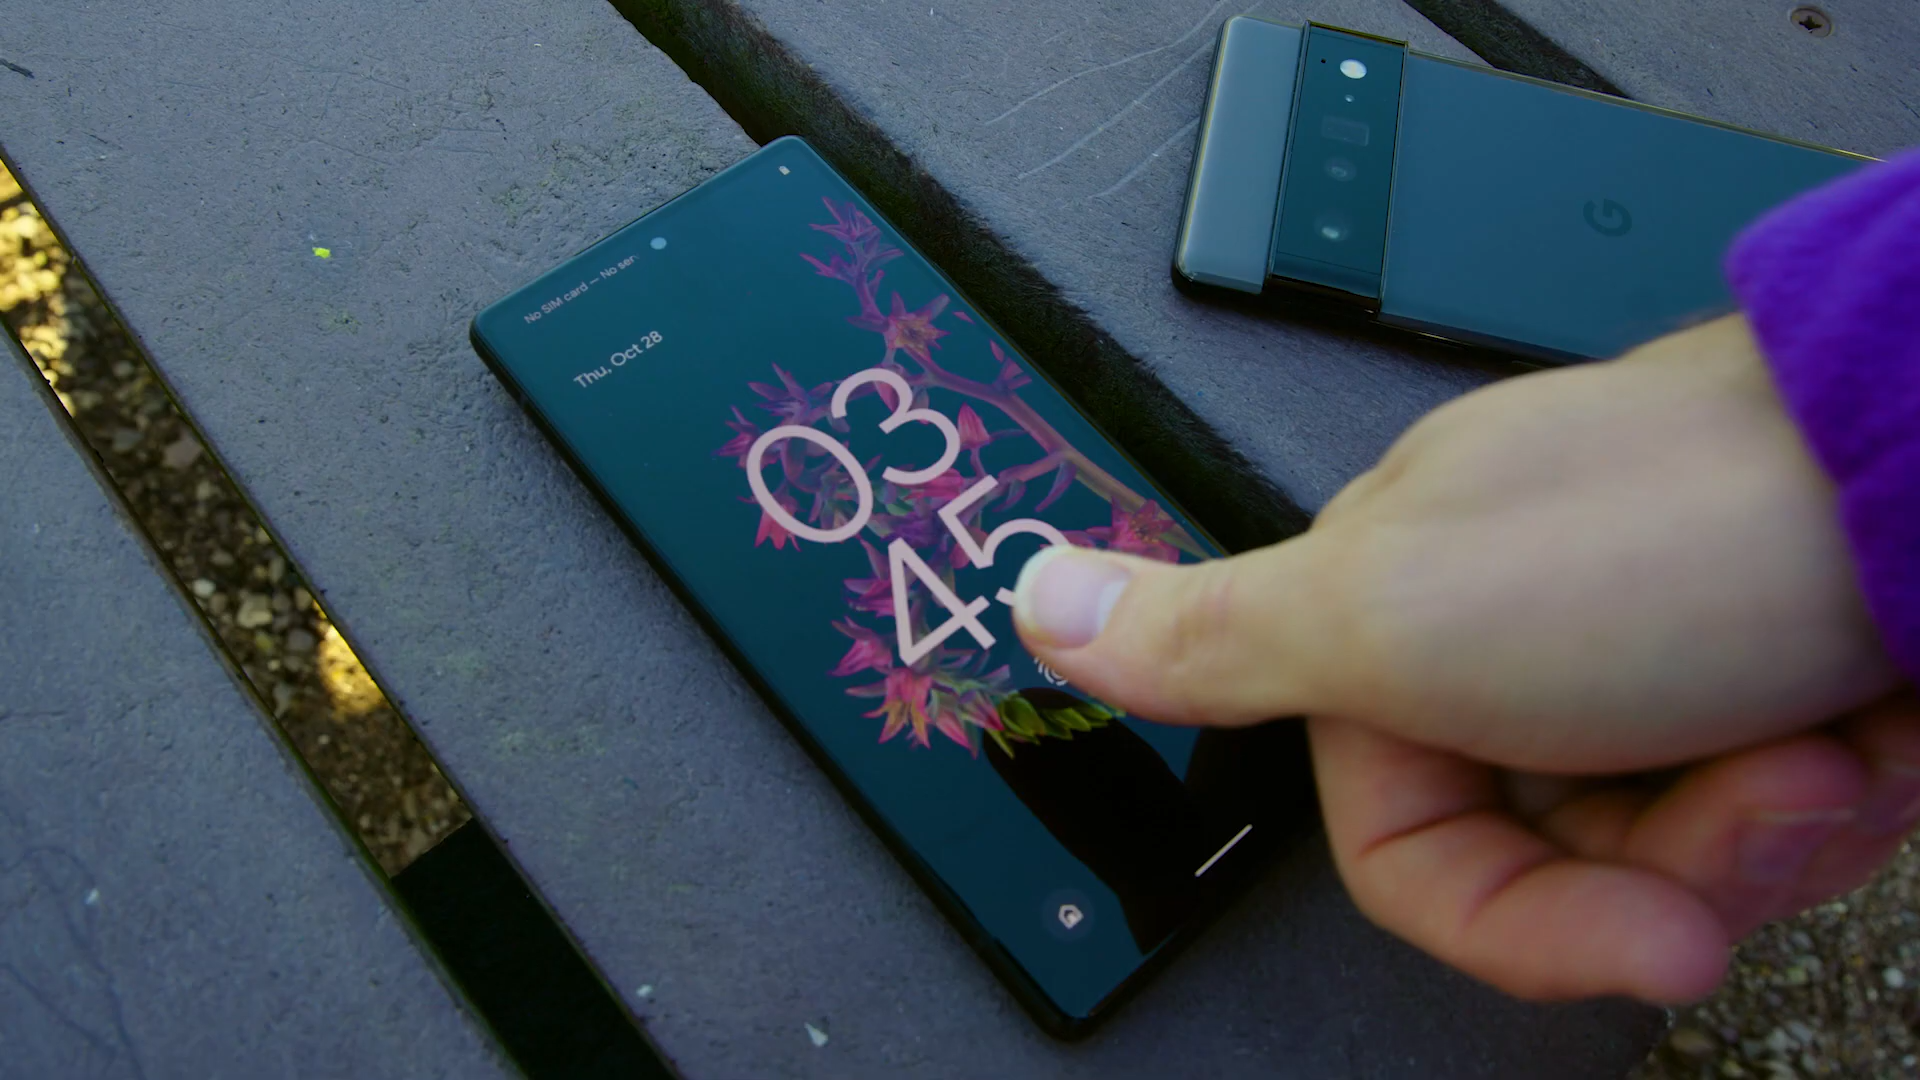 No SIM card — No ser
Thu, Oct 28
03
45
G